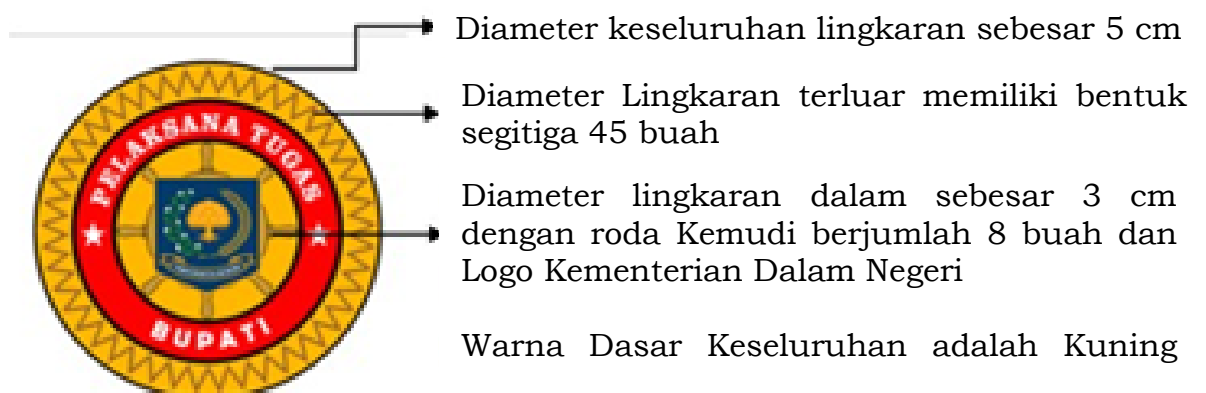 Diameter keseluruhan lingkaran sebesar 5 cm
Diameter Lingkaran terluar memiliki bentuk
segitiga 45 buah
PELAKSANA TUGAS
Diameter lingkaran dalam sebesar 3 cm
dengan roda Kemudi berjumlah 8 buah dan
Logo Kementerian Dalam Negeri
BUPATI
Warna Dasar Keseluruhan adalah Kuning